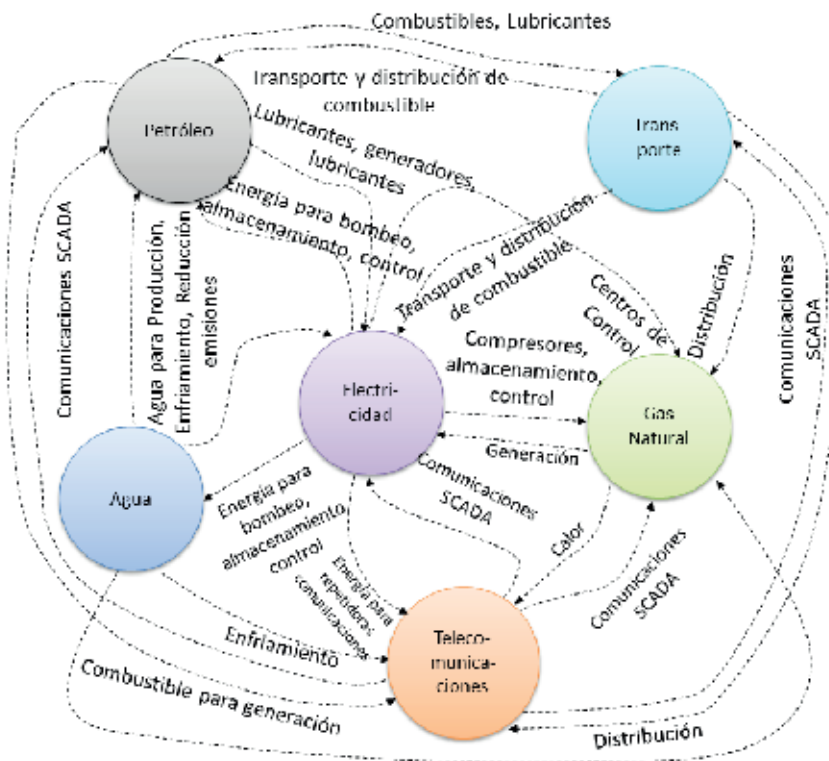 Combustibles, Lubricantes
Transporte y distribución de
combustible
Petróleo
Trans
porte
Lubricantes, generadores,
lubricantes
Energía para bombeo,
almacenamiento, control
Transporte y distribución
de combustible
Centros de
Control
Distribución
Comunicaciones
SCADA
Comunicaciones SCADA
Agua para Producción,
Enfriamiento, Reducción
emisiones
Electri-
cidad
Compresores,
almacenamiento,
control
Gas
Natural
Generación
Agua
Energía para
bombeo,
almacenamiento,
control
Comunicaciones
SCADA
Calor
Comunicaciones
SCADA
Energía para
repetidoras
comunicaciones
Enfriamiento
Teleco-
municacio-
ciones
Combustible para generación
Distribución